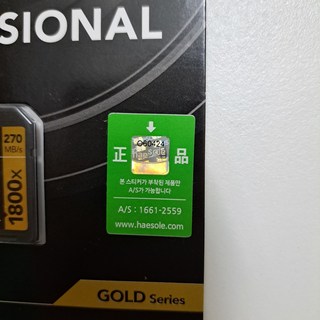 SIONAL
270
MB/s
1800x
O60424
正 品
본 스티커가 부착된 제품만
A/S가 가능합니다
A/S : 1661-2559
www.haesole.com
GOLD Series